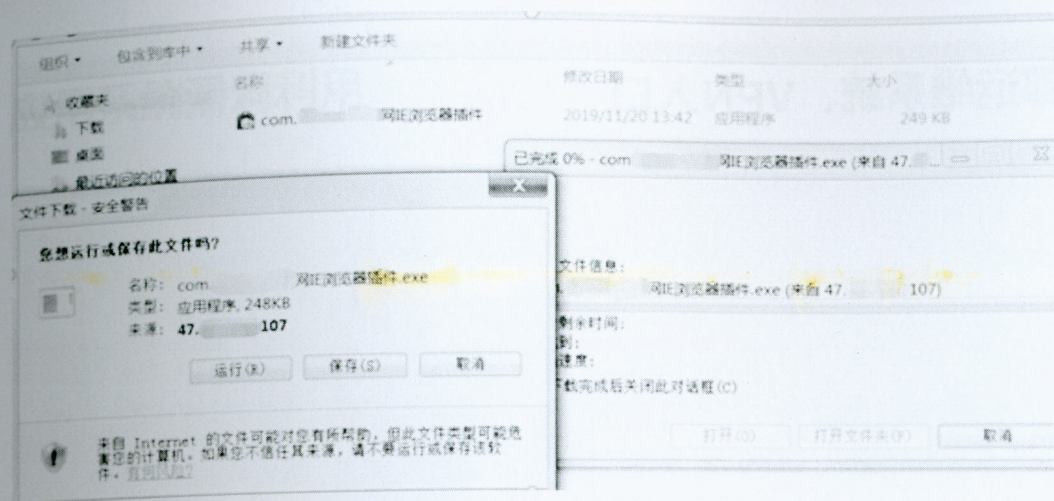 组织 包含到库中 共享 新建文件夹
名称 修改日期 类型 大小
收藏夹
com. 网IE浏览器插件 2019/11/20 13:42 应用程序 249 KB
下载
桌面
已完成 0% - com 网IE浏览器插件.exe (来自 47. ...
最近访问的位置
文件下载 - 安全警告
您想运行或保存此文件吗?
名称: com 网IE浏览器插件.exe
类型: 应用程序, 248KB
来源: 47. 107
运行(R) 保存(S) 取消
来自 Internet 的文件可能对您有所帮助，但此文件类型可能危
害您的计算机。如果您不信任其来源，请不要运行或保存该软
件。有何风险?
文件信息:
网IE浏览器插件.exe (来自 47. 107)
剩余时间:
到:
速度:
下载完成后关闭此对话框(C)
打开(O) 打开文件夹(F) 取消